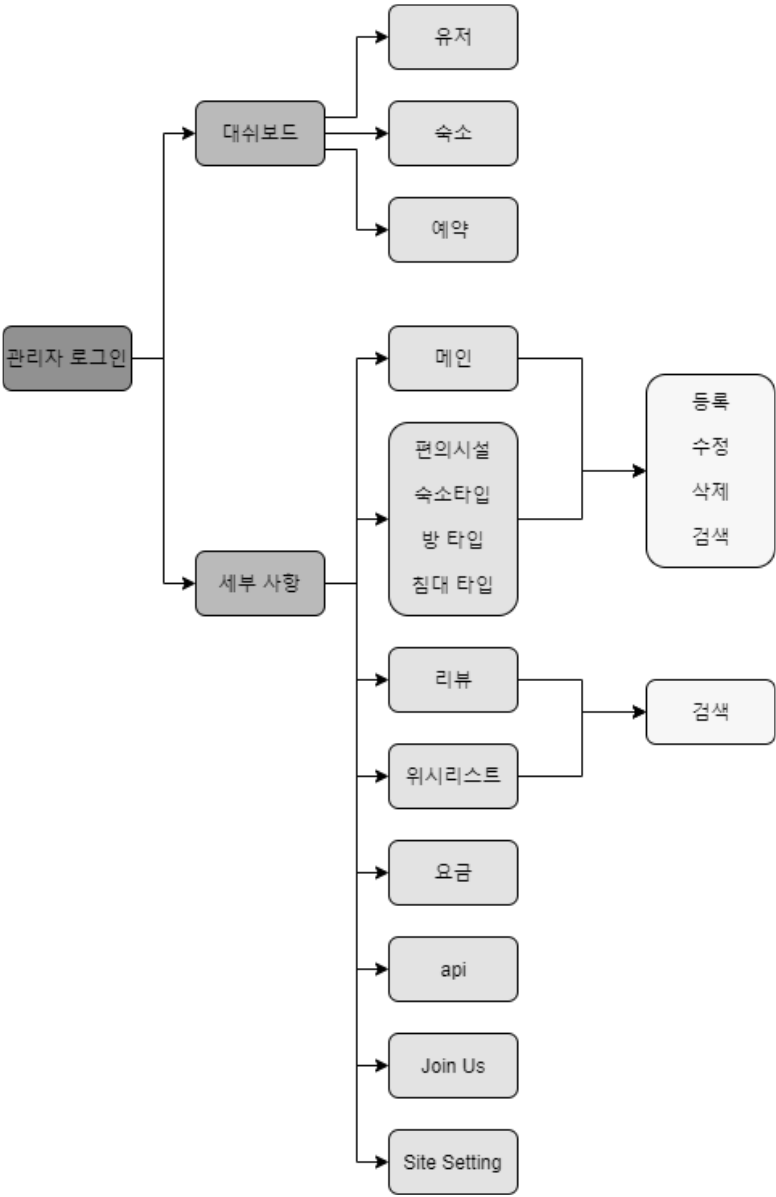 유저
대쉬보드
숙소
예약
관리자 로그인
메인
편의시설
숙소타입
방 타입
침대 타입
등록
수정
삭제
검색
세부 사항
리뷰
검색
위시리스트
요금
api
Join Us
Site Setting